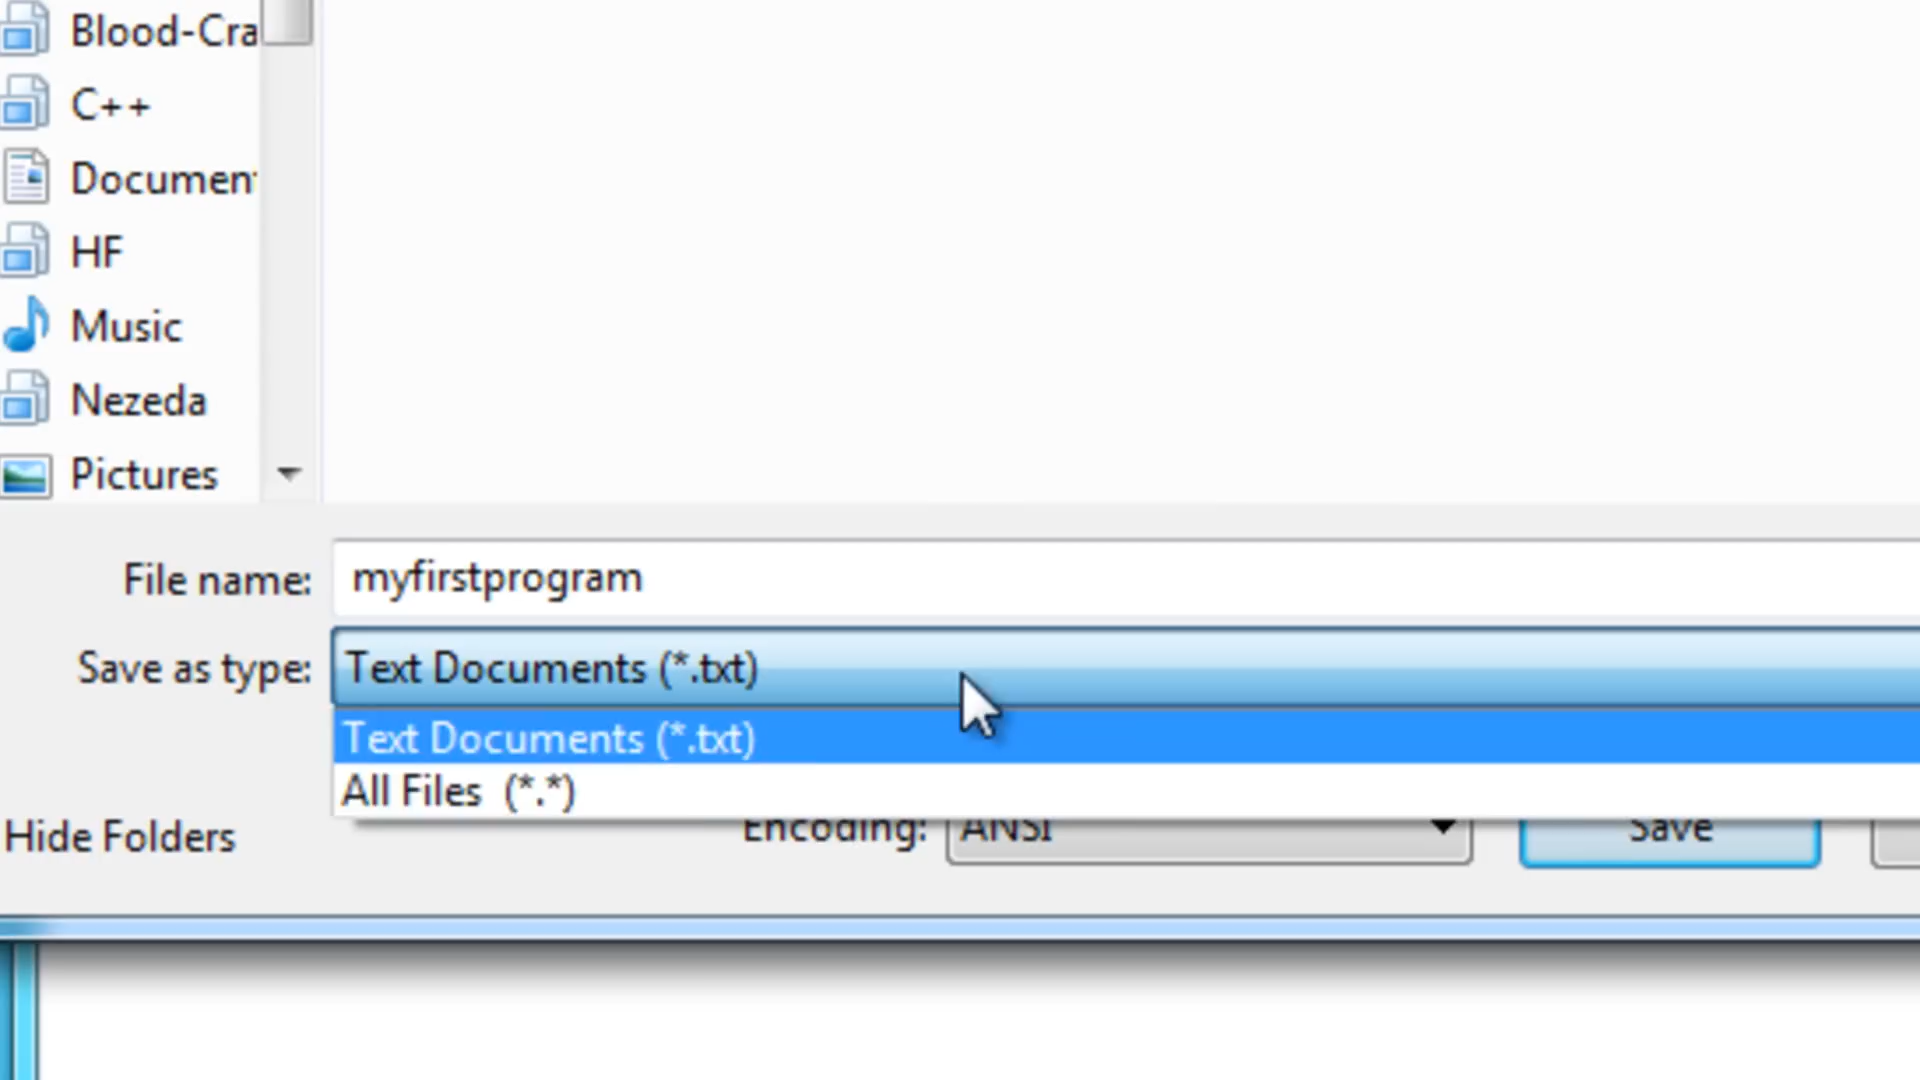 Blood-Cra
C++
Document
HF
Music
Nezeda
Pictures
File name: myfirstprogram
Save as type: Text Documents (*.txt)
Text Documents (*.txt)
All Files (*.*)
Hide Folders
Encoding: ANSI
Save